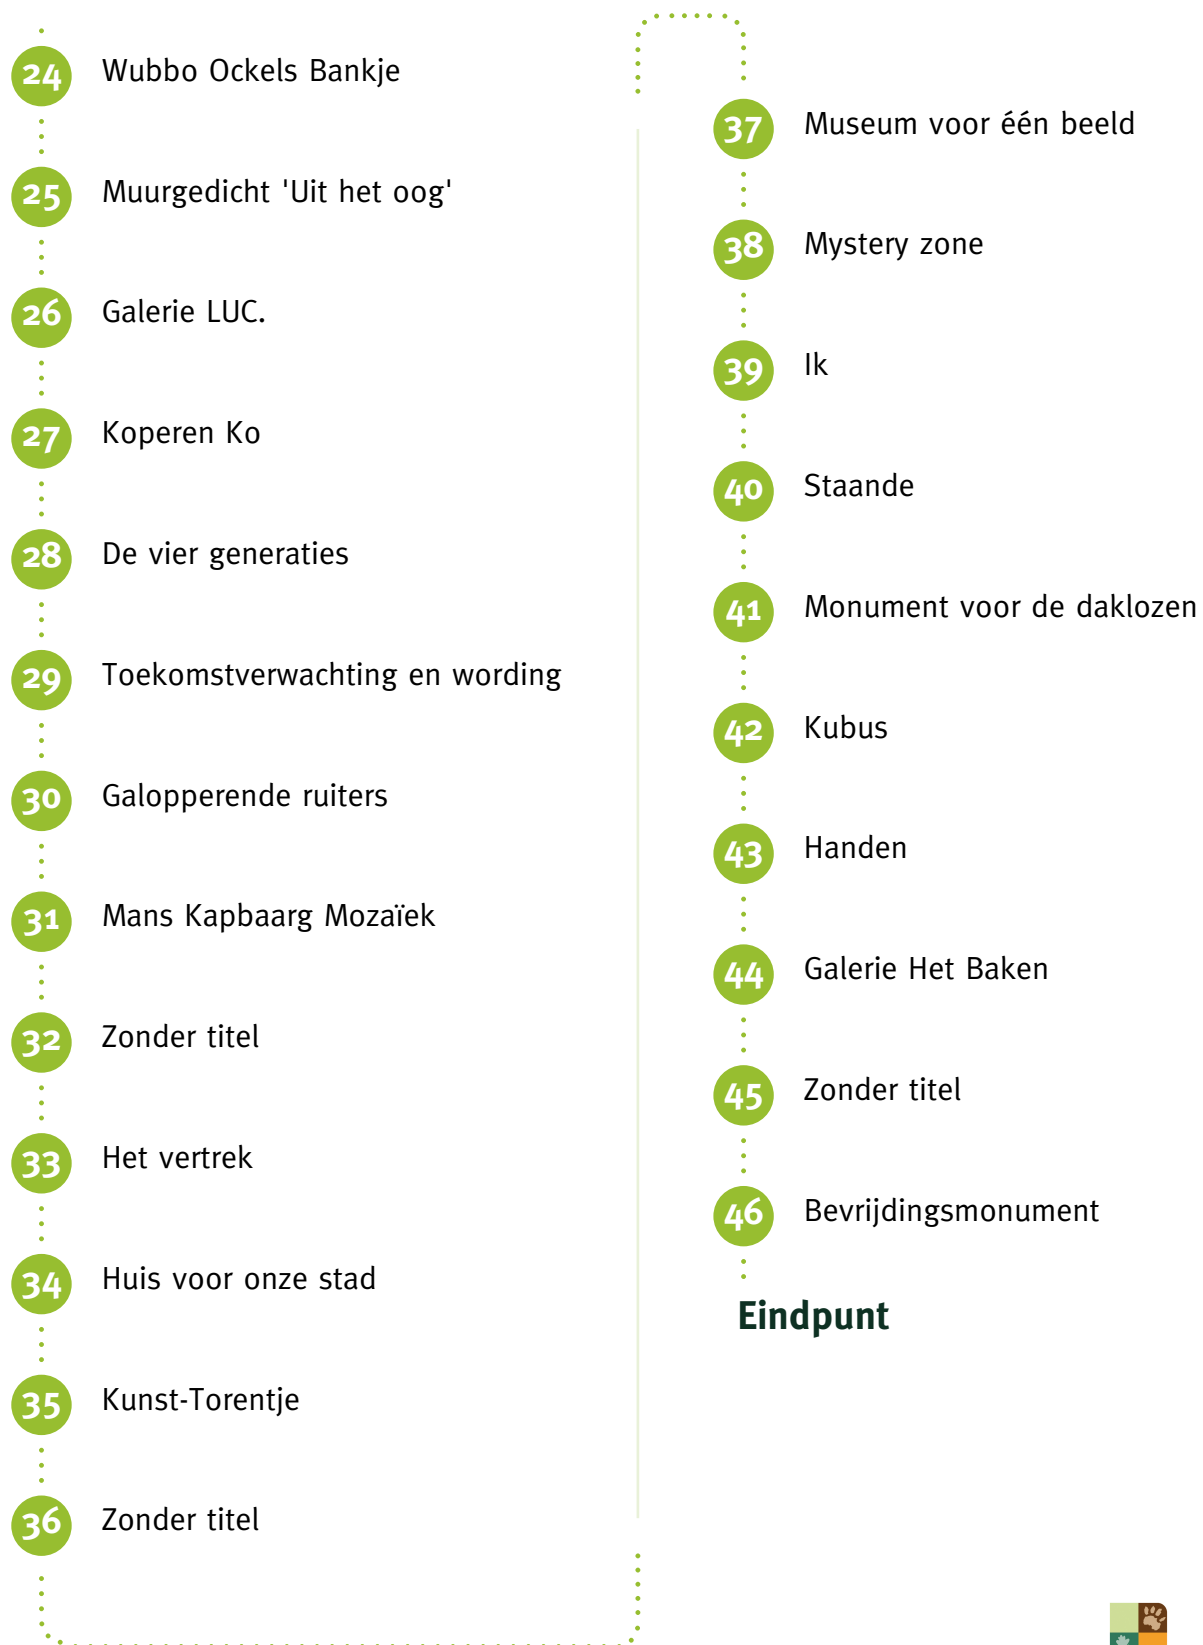 24 Wubbo Ockels Bankje
25 Muurgedicht 'Uit het oog'
26 Galerie LUC.
27 Koperen Ko
28 De vier generaties
29 Toekomstverwachting en wording
30 Galopperende ruiters
31 Mans Kapbaarg Mozaïek
32 Zonder titel
33 Het vertrek
34 Huis voor onze stad
35 Kunst-Torentje
36 Zonder titel
37 Museum voor één beeld
38 Mystery zone
39 Ik
40 Staande
41 Monument voor de daklozen
42 Kubus
43 Handen
44 Galerie Het Baken
45 Zonder titel
46 Bevrijdingsmonument
Eindpunt